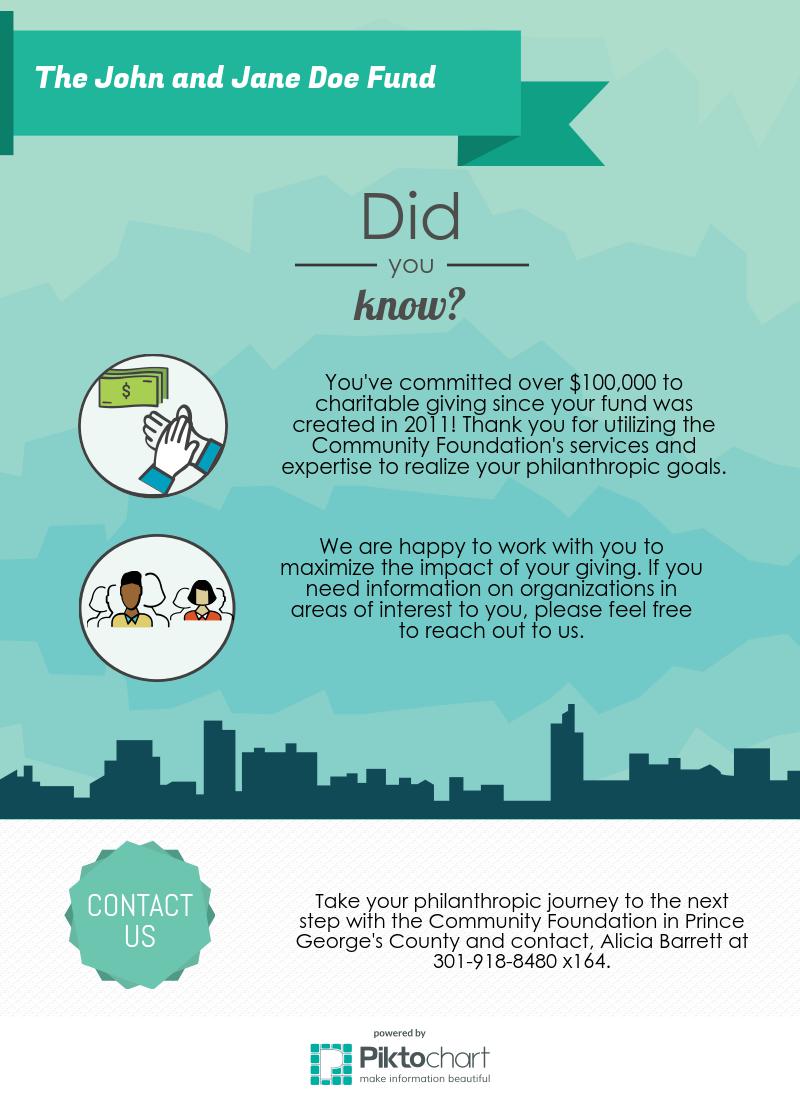 The John and Jane Doe Fund
Did
you
know?
$
You've committed over $100,000 to
charitable giving since your fund was
created in 2011! Thank you for utilizing the
Community Foundation's services and
expertise to realize your philanthropic goals.
We are happy to work with you to
maximize the impact of your giving. If you
need information on organizations in
areas of interest to you, please feel free
to reach out to us.
CONTACT
US
Take your philanthropic journey to the next
step with the Community Foundation in Prince
George's County and contact, Alicia Barrett at
301-918-8480 x164.
powered by
Piktochart
make information beautiful